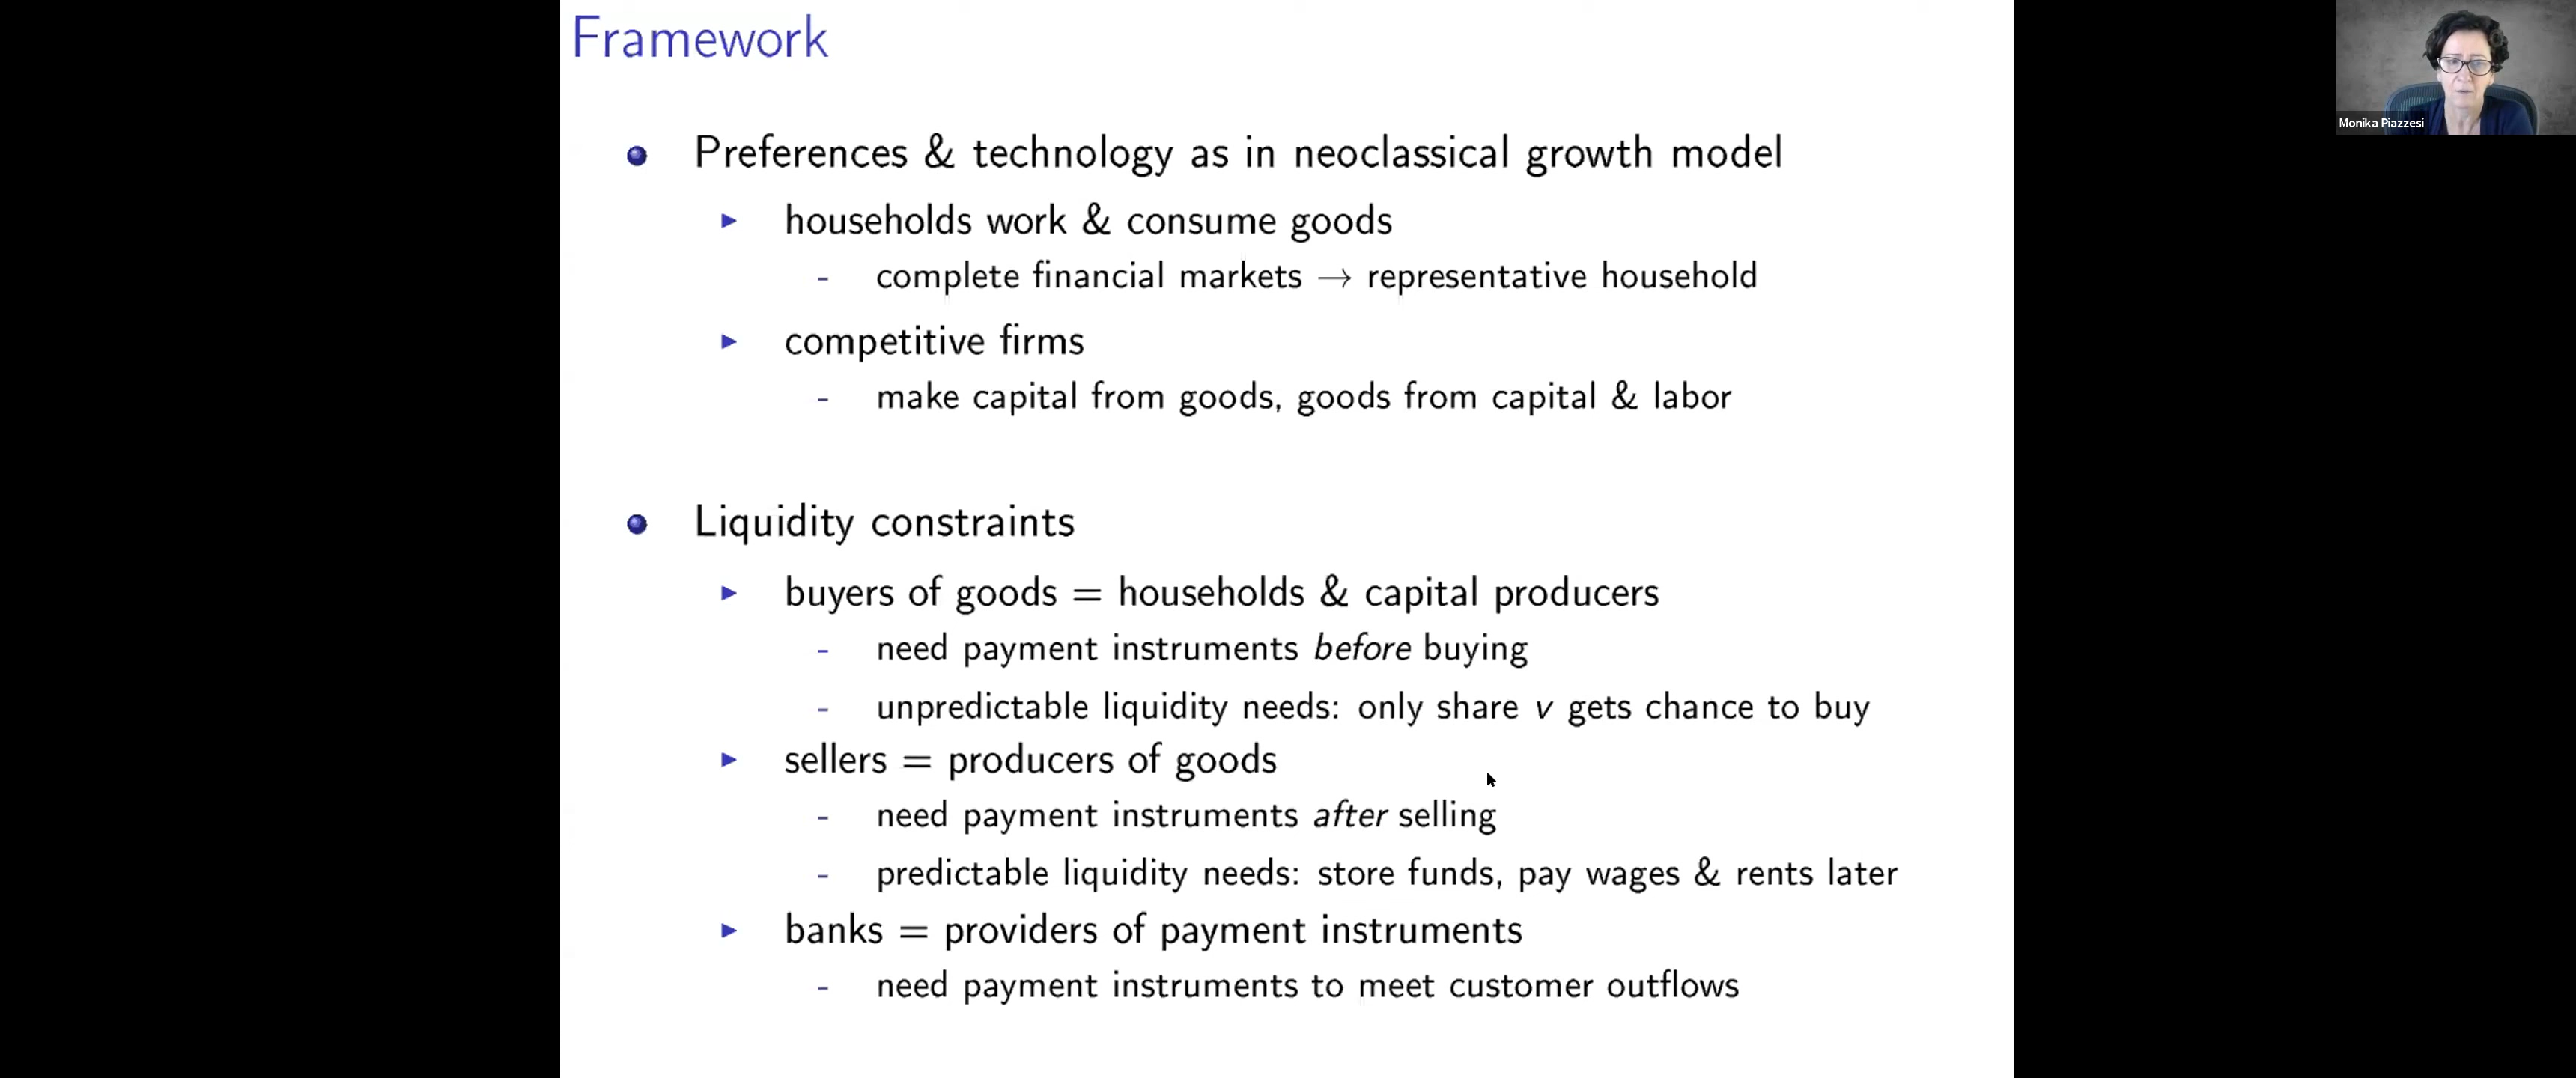 Framework
Preferences & technology as in neoclassical growth model
households work & consume goods
- complete financial markets → representative household
competitive firms
- make capital from goods, goods from capital & labor
Liquidity constraints
buyers of goods = households & capital producers
- need payment instruments before buying
- unpredictable liquidity needs: only share v gets chance to buy
sellers = producers of goods
- need payment instruments after selling
- predictable liquidity needs: store funds, pay wages & rents later
banks = providers of payment instruments
- need payment instruments to meet customer outflows
Monika Piazzesi